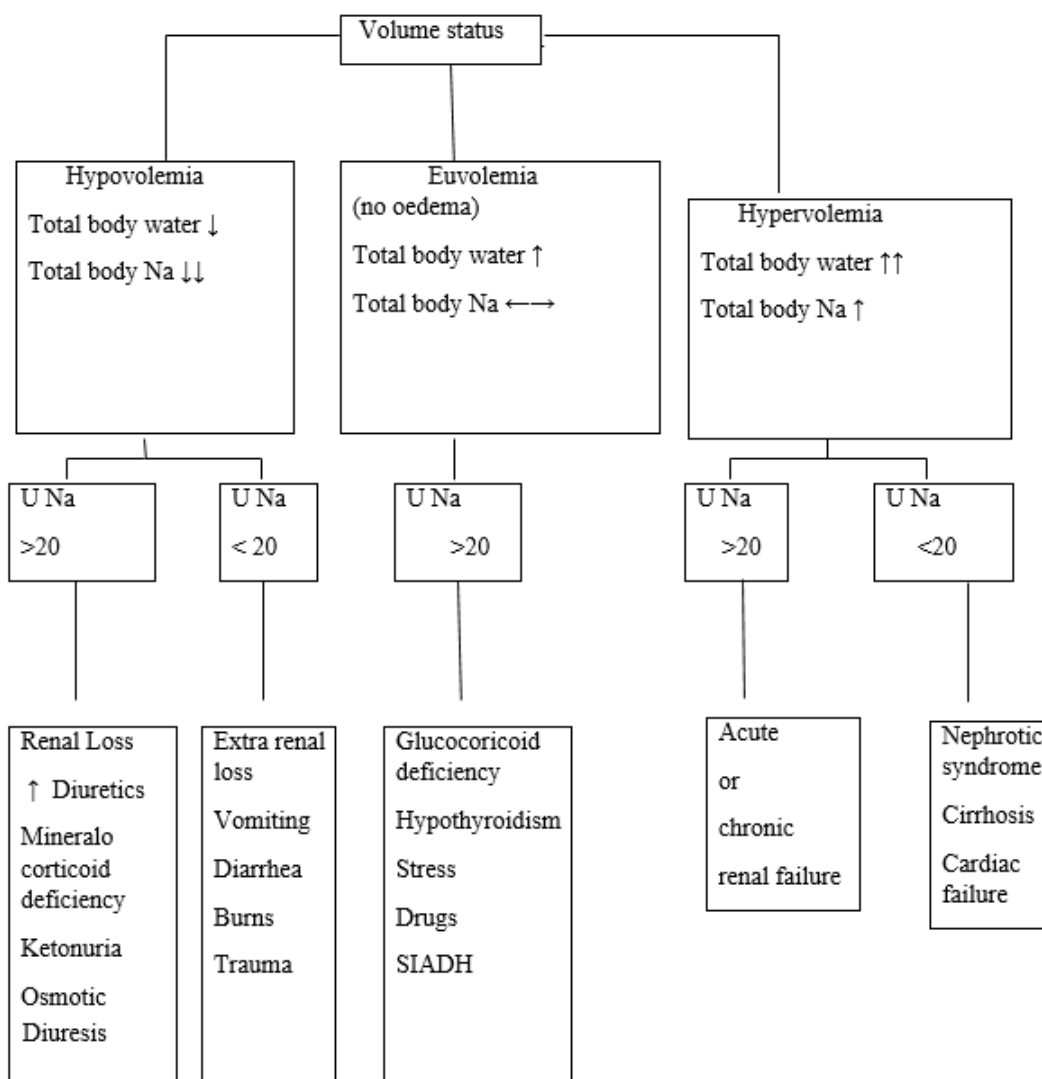 Volume status
Hypovolemia
Total body water ↓
Total body Na ↓↓
Euvolemia
(no oedema)
Total body water ↑
Total body Na ←→
Hypervolemia
Total body water ↑↑
Total body Na ↑
U Na
>20
U Na
< 20
U Na
>20
U Na
>20
U Na
<20
Renal Loss
↑ Diuretics
Mineralo
corticoid
deficiency
Ketonuria
Osmotic
Diuresis
Extra renal
loss
Vomiting
Diarrhea
Burns
Trauma
Glucocoricoid
deficiency
Hypothyroidism
Stress
Drugs
SIADH
Acute
or
chronic
renal failure
Nephrotic
syndrome
Cirrhosis
Cardiac
failure